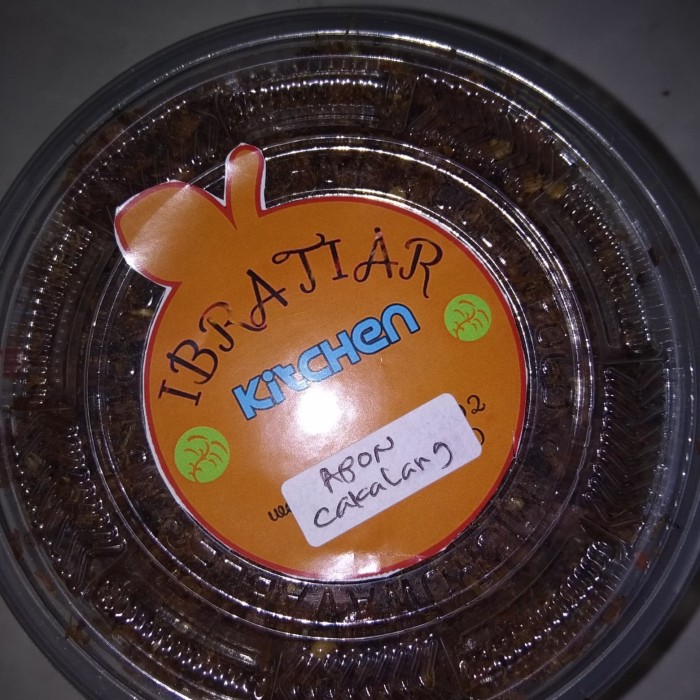 IBRATIAR
KitCHEn
ABON
cakalang